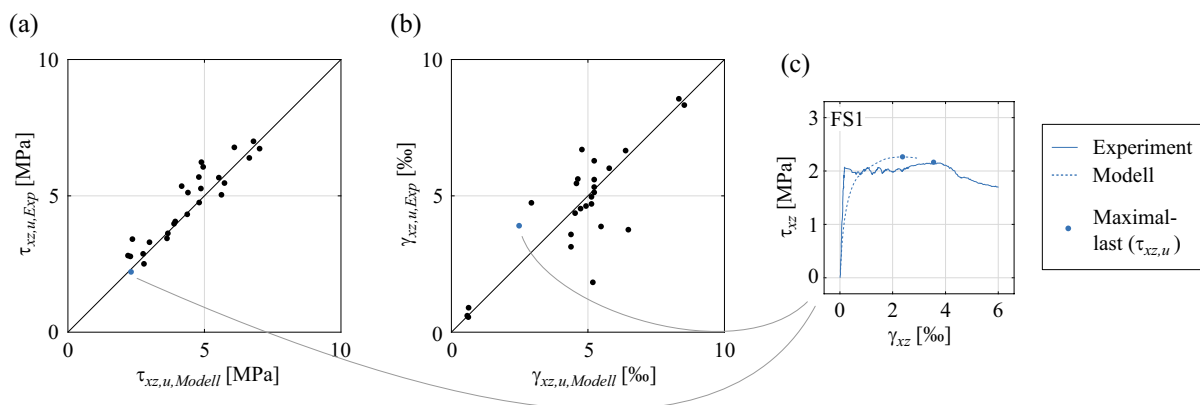 (a)
10
5
0
τxz,u,Exp [MPa]
0
5
10
τxz,u,Modell [MPa]
(b)
10
5
0
γxz,u,Exp [‰]
0
5
10
γxz,u,Modell [‰]
(c)
FS1
3
2
1
0
τxz [MPa]
0
2
4
6
γxz [‰]
Experiment
Modell
Maximal-
last (τxz,u)